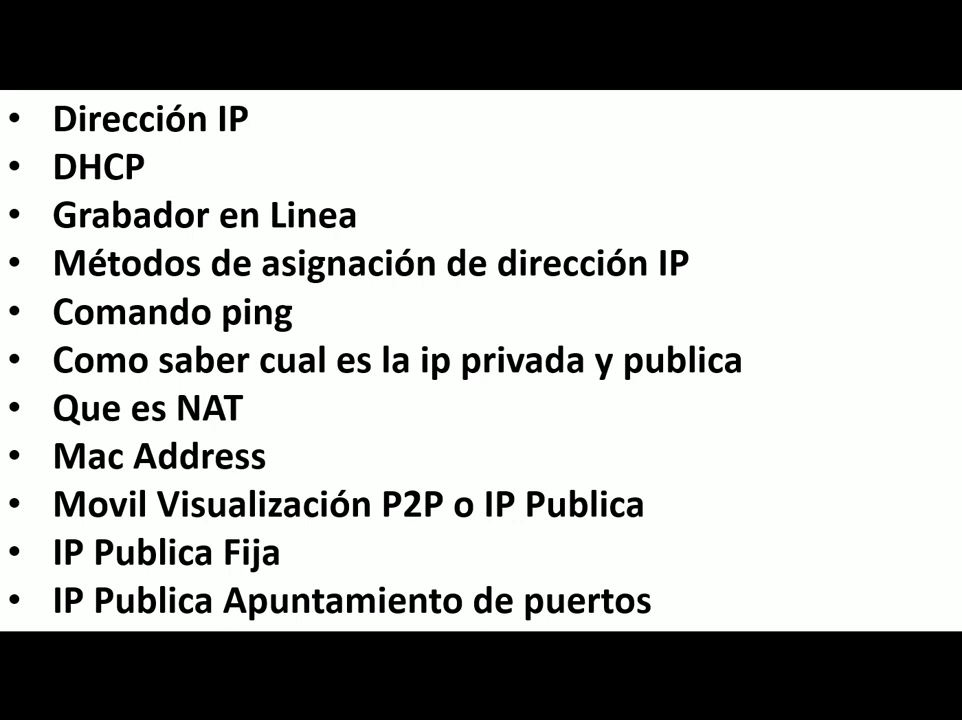 • Dirección IP
• DHCP
• Grabador en Linea
• Métodos de asignación de dirección IP
• Comando ping
• Como saber cual es la ip privada y publica
• Que es NAT
• Mac Address
• Movil Visualización P2P o IP Publica
• IP Publica Fija
• IP Publica Apuntamiento de puertos